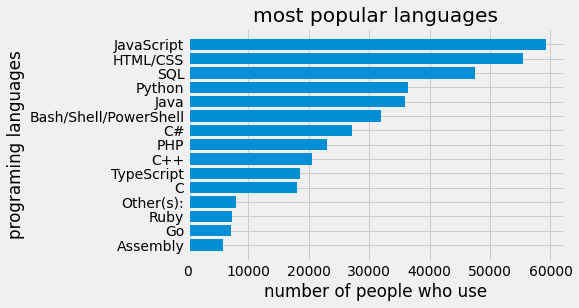 most popular languages
programing languages
JavaScript
HTML/CSS
SQL
Python
Java
Bash/Shell/PowerShell
C#
PHP
C++
TypeScript
C
Other(s):
Ruby
Go
Assembly
0 10000 20000 30000 40000 50000 60000
number of people who use